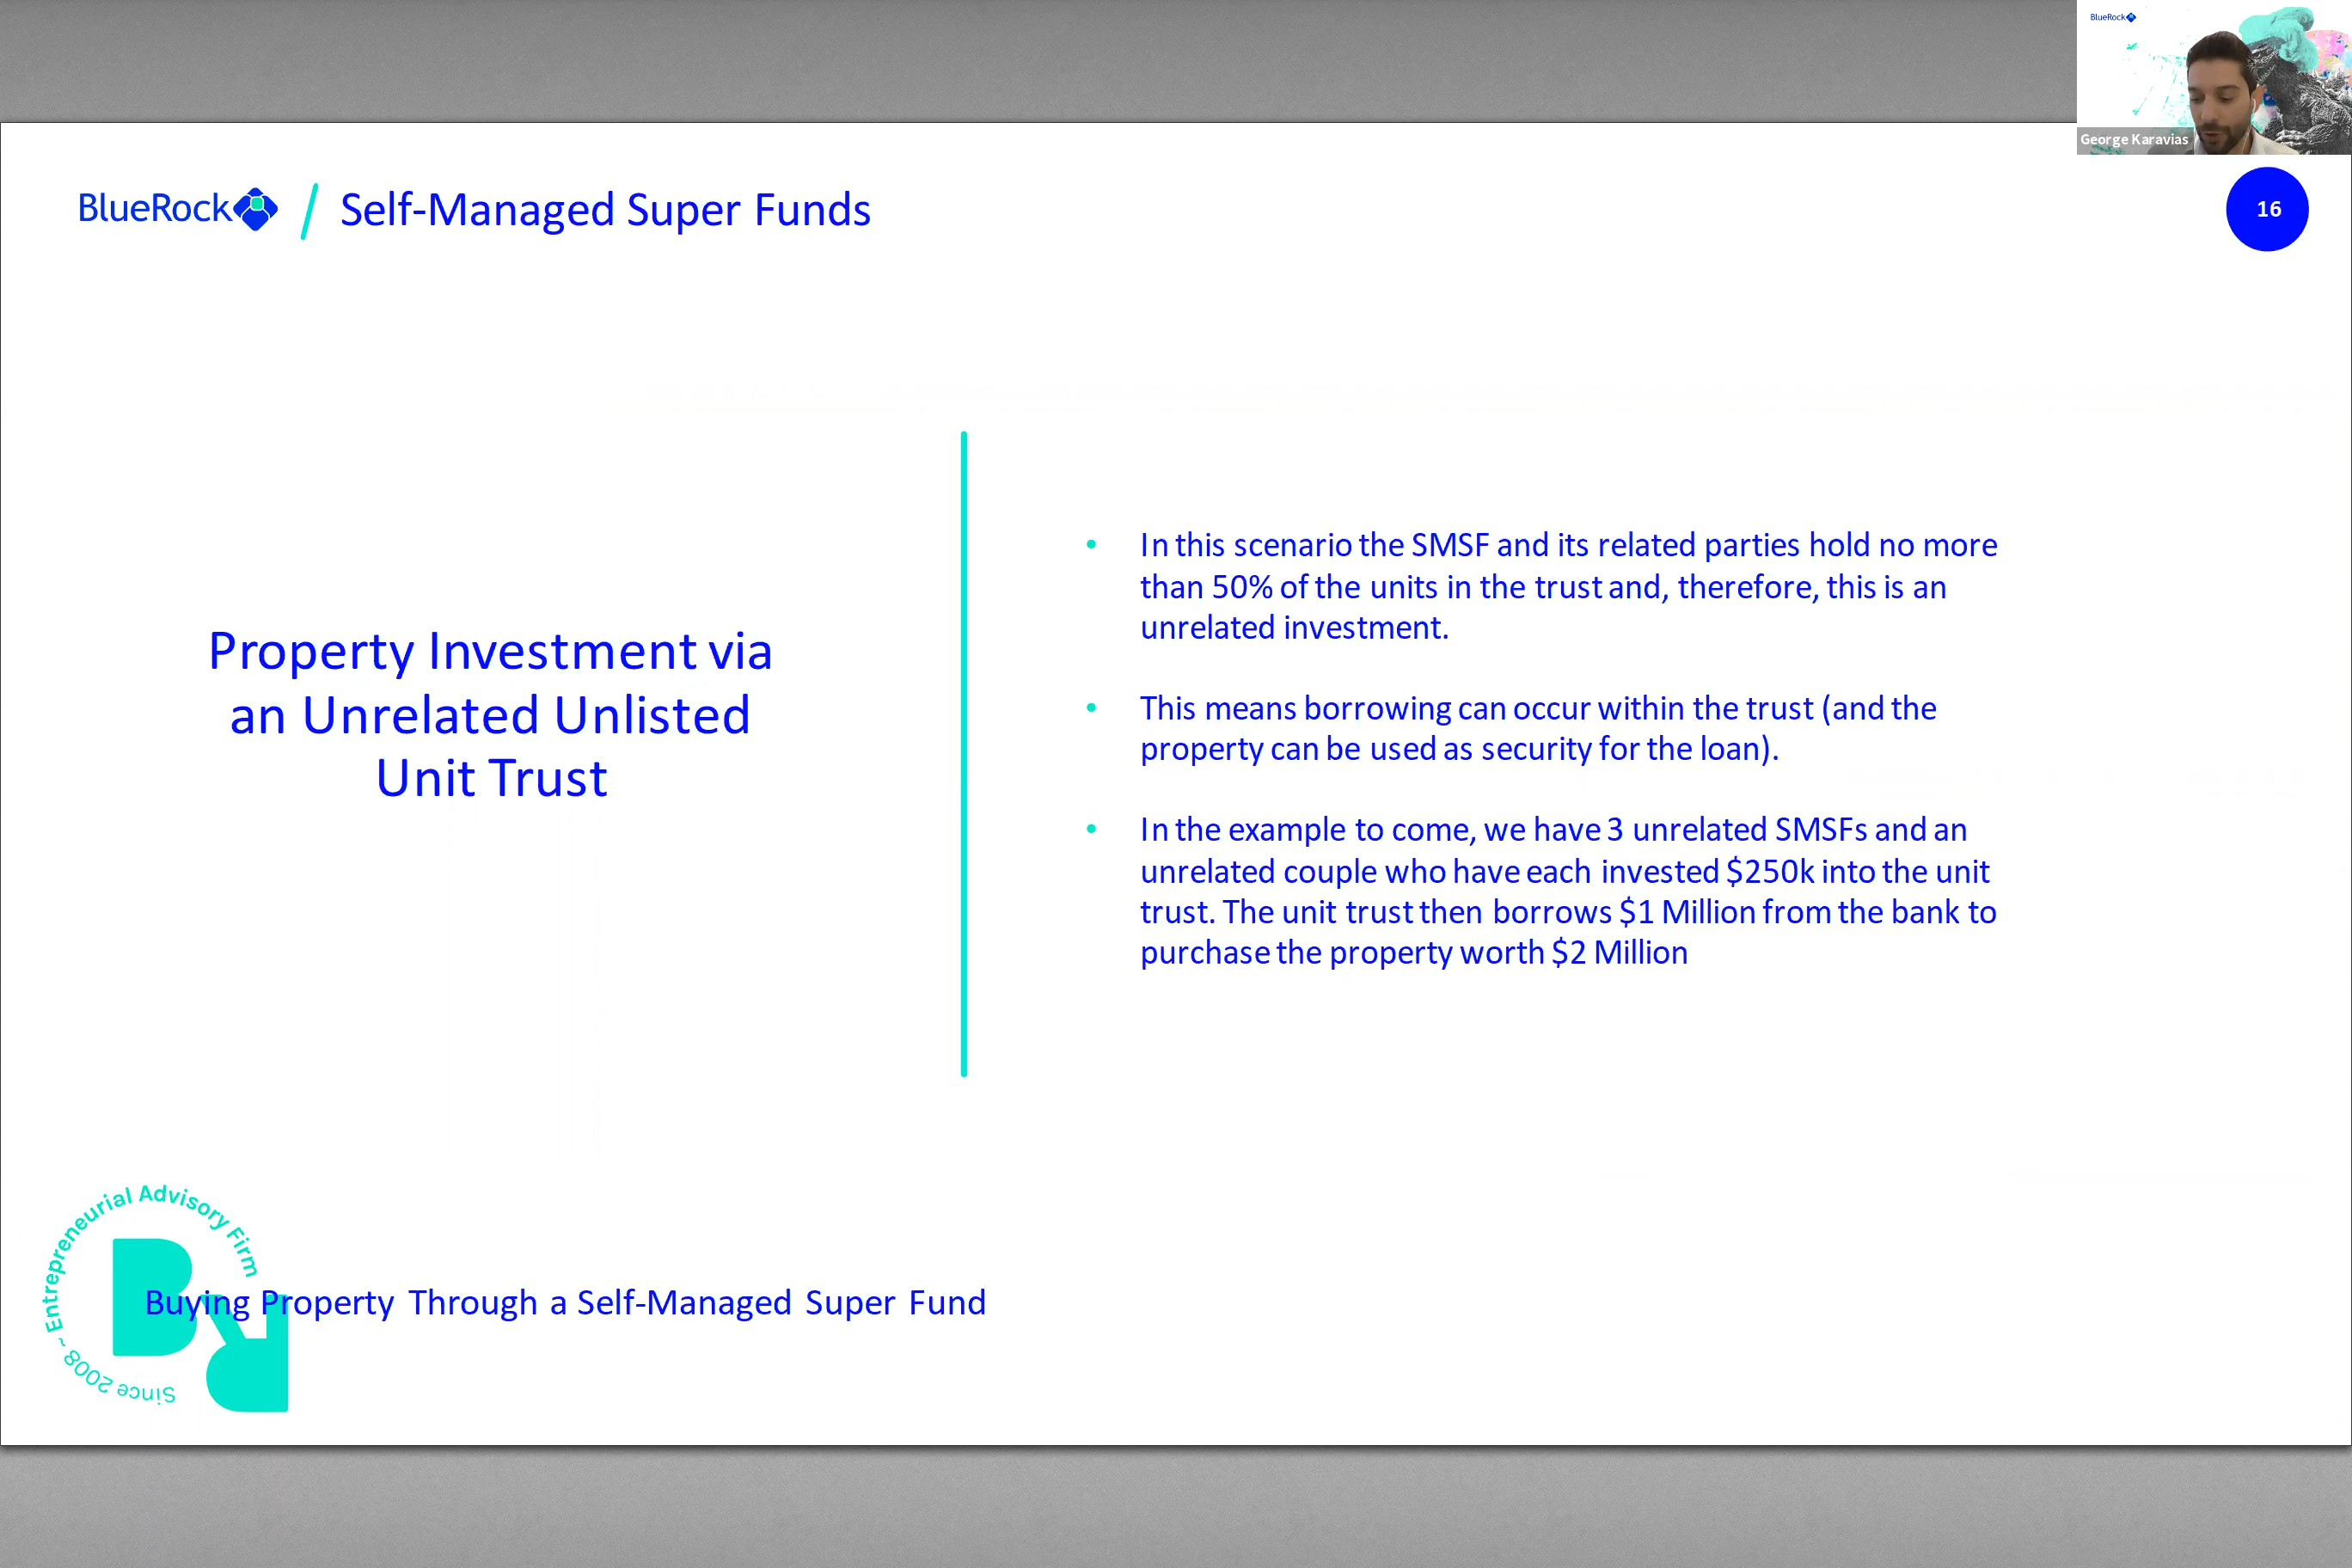 BlueRock
George Karavias
BlueRock / Self-Managed Super Funds
16
Property Investment via
an Unrelated Unlisted
Unit Trust
• In this scenario the SMSF and its related parties hold no more
than 50% of the units in the trust and, therefore, this is an
unrelated investment.
• This means borrowing can occur within the trust (and the
property can be used as security for the loan).
• In the example to come, we have 3 unrelated SMSFs and an
unrelated couple who have each invested $250k into the unit
trust. The unit trust then borrows $1 Million from the bank to
purchase the property worth $2 Million
Since 2008 ~ Entrepreneurial Advisory Firm
BR
Buying Property Through a Self-Managed Super Fund